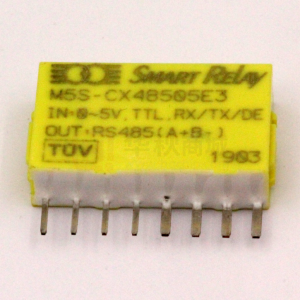 SMART RELAY
M5S-CX48505E3
IN:0~5V,TTL,RX/TX/DE
OUT:RS485(A+B-)
TÜV
1903